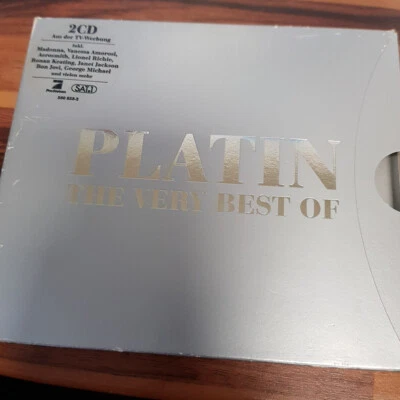 2CD
Aus der TV-Werbung
Inkl.
Madonna, Vanessa Amorosi,
Aerosmith, Lionel Richie,
Ronan Keating, Janet Jackson
Bon Jovi, George Michael
und vielen mehr
SAT.1
PLATIN
THE VERY BEST OF